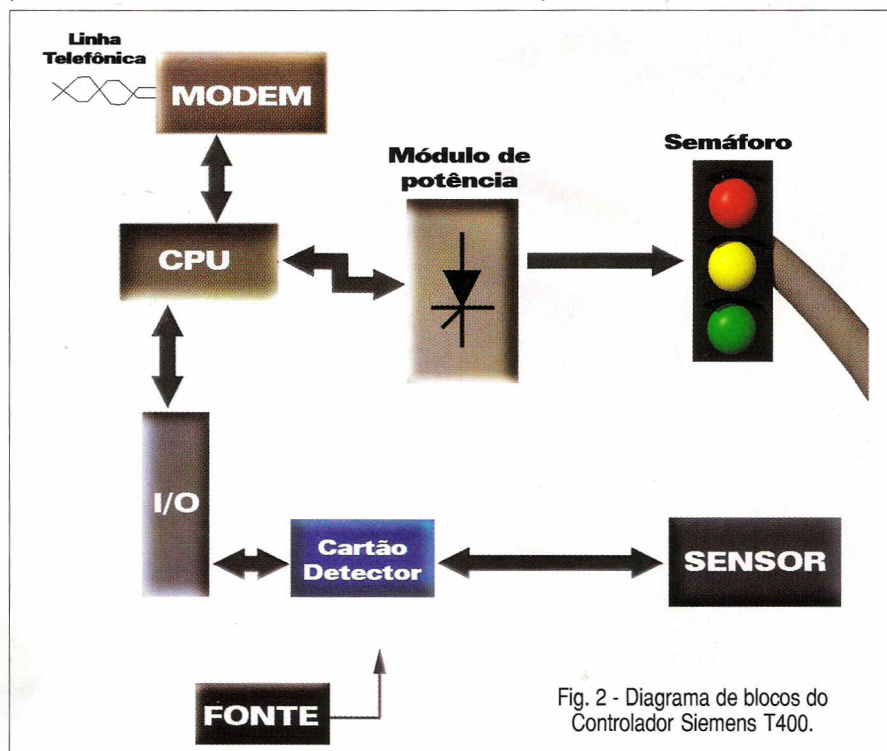 Linha
Telefônica
MODEM
Módulo de
potência
Semáforo
CPU
I/O
Cartão
Detector
SENSOR
FONTE
Fig. 2 - Diagrama de blocos do
Controlador Siemens T400.